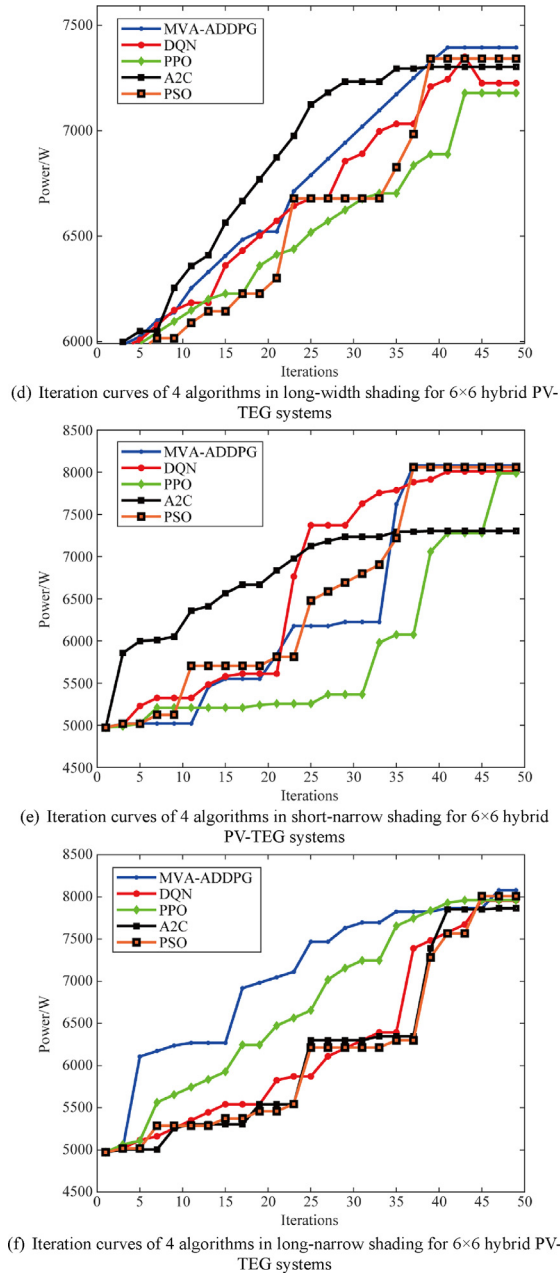 7500
7000
6500
6000
Power/W
MVA-ADDPG
DQN
PPO
A2C
PSO
0 5 10 15 20 25 30 35 40 45 50
Iterations
(d) Iteration curves of 4 algorithms in long-width shading for 6×6 hybrid PV-
TEG systems
8500
8000
7500
7000
6500
6000
5500
5000
4500
Power/W
MVA-ADDPG
DQN
PPO
A2C
PSO
0 5 10 15 20 25 30 35 40 45 50
Iterations
(e) Iteration curves of 4 algorithms in short-narrow shading for 6×6 hybrid
PV-TEG systems
8500
8000
7500
7000
6500
6000
5500
5000
4500
Power/W
MVA-ADDPG
DQN
PPO
A2C
PSO
0 5 10 15 20 25 30 35 40 45 50
Iterations
(f) Iteration curves of 4 algorithms in long-narrow shading for 6×6 hybrid PV-
TEG systems